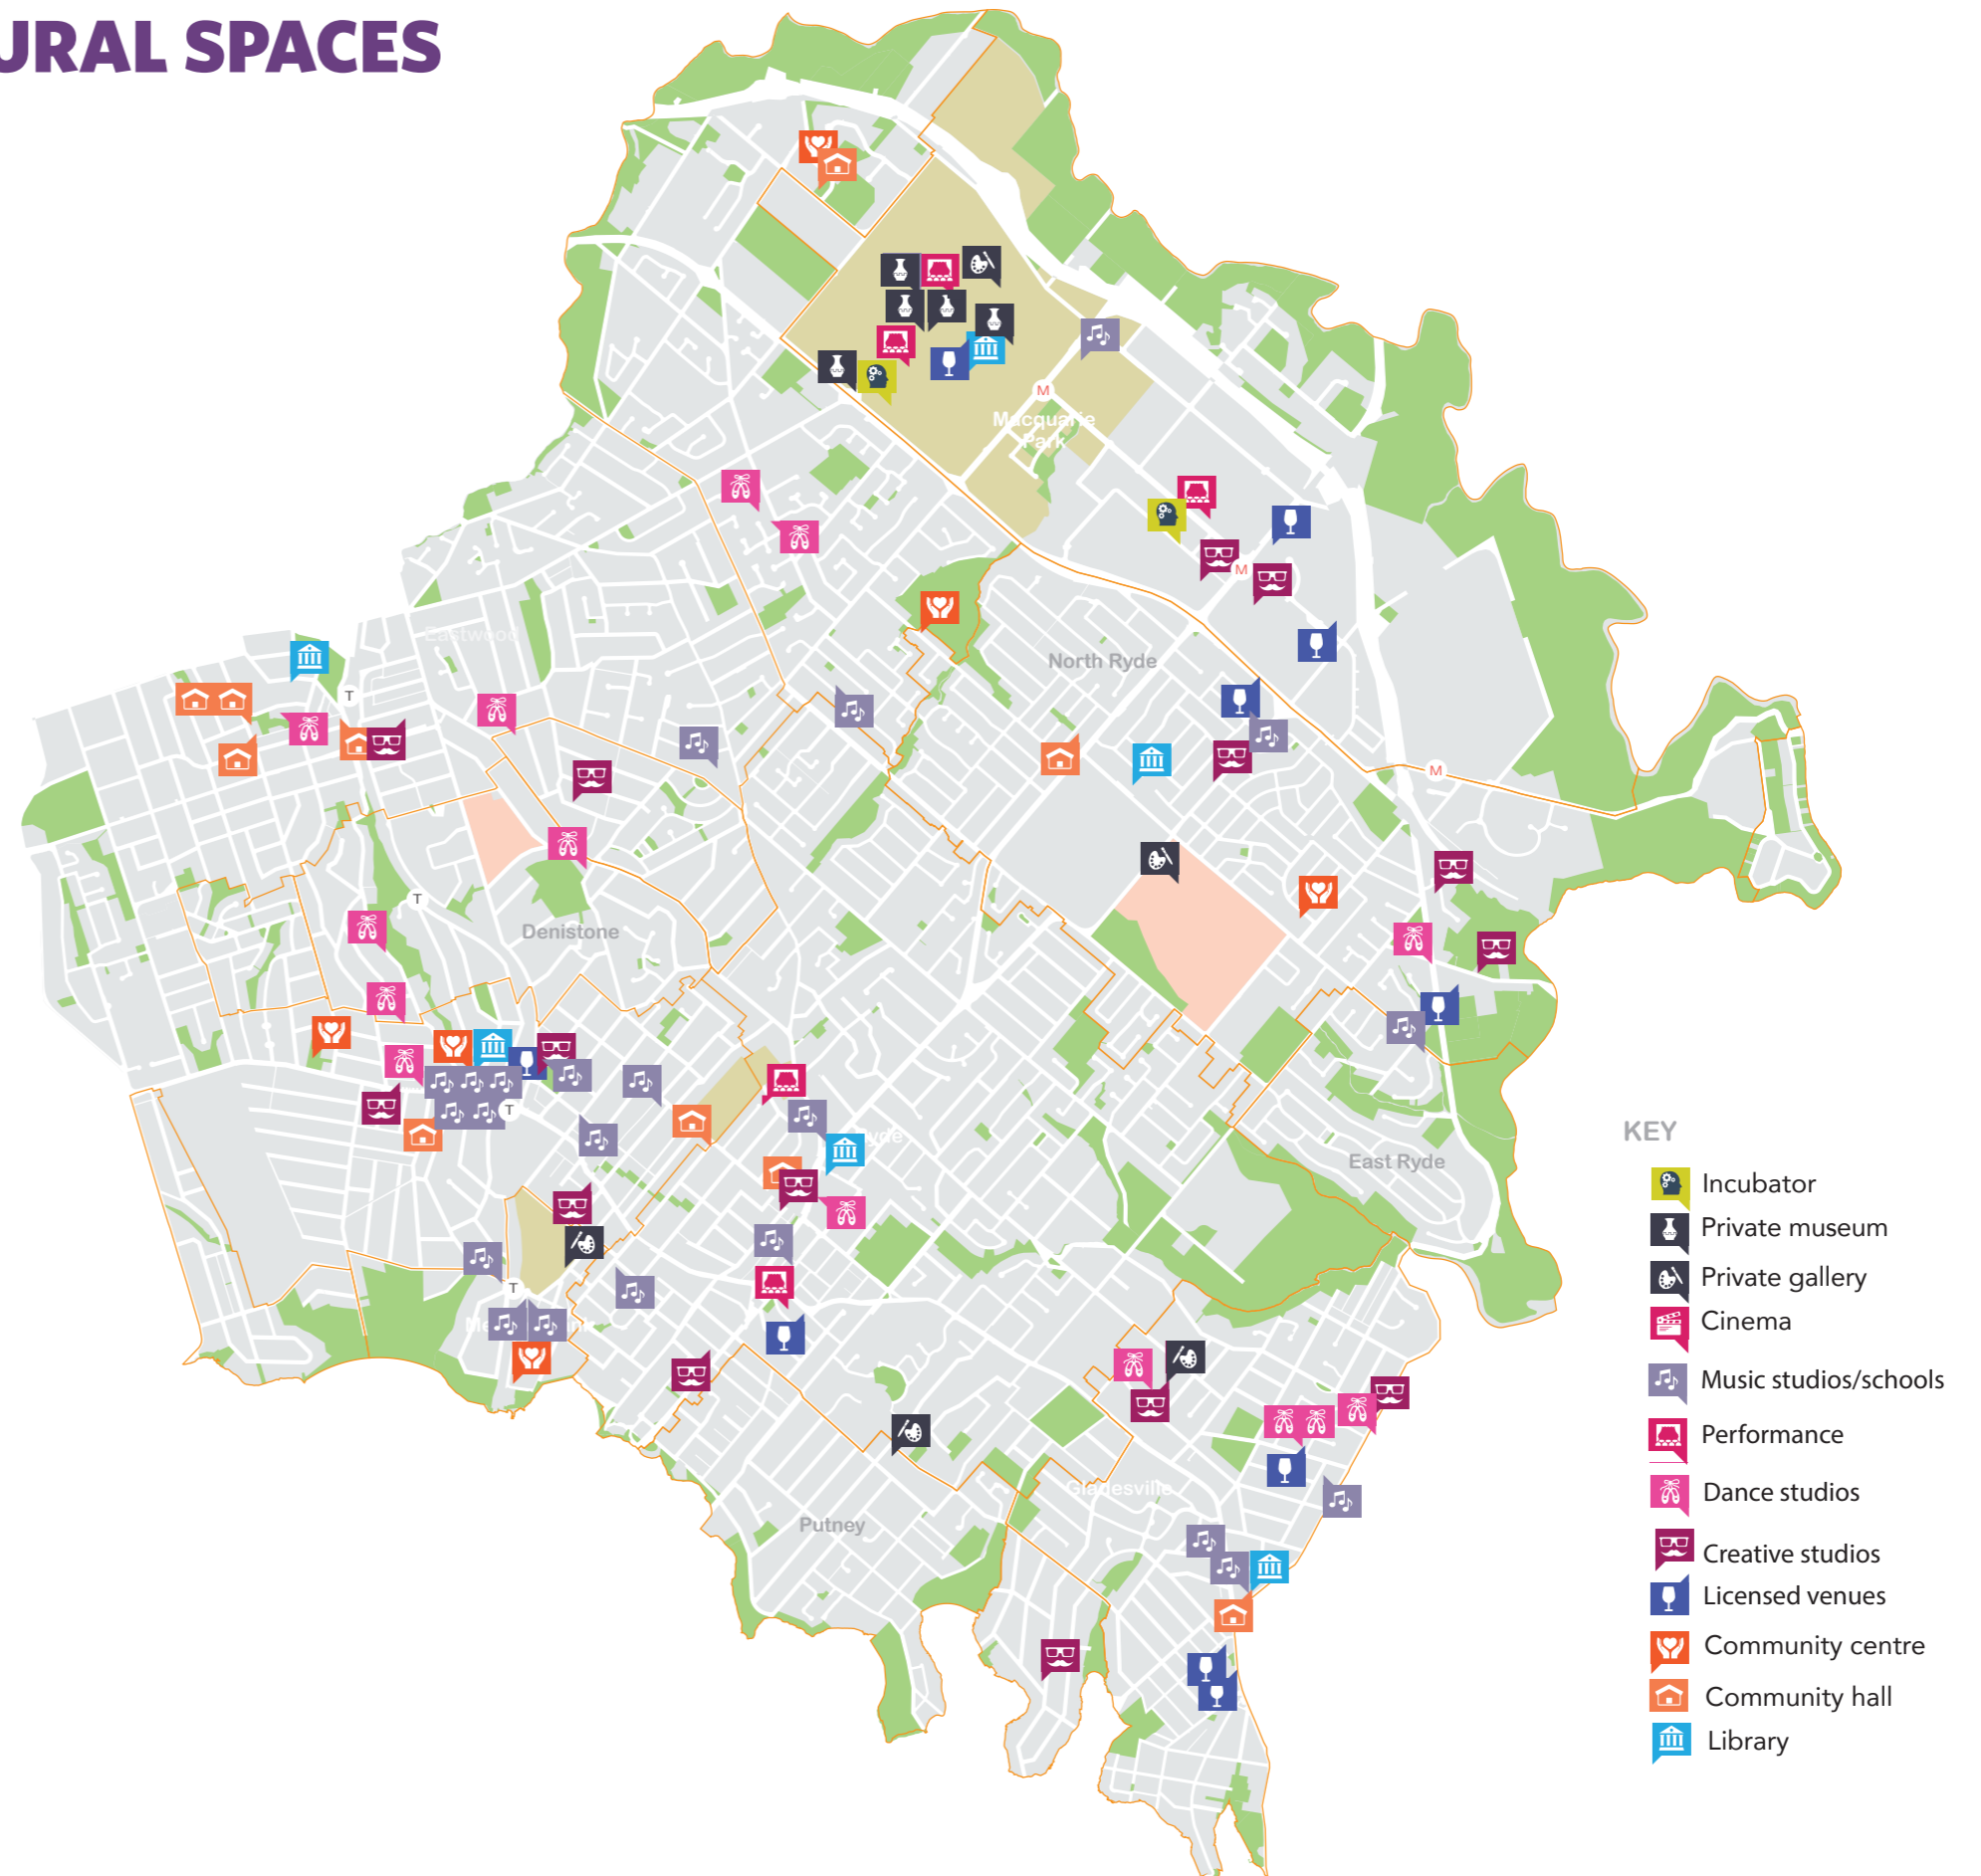 URAL SPACES
M
Macquarie
Park
M
Eastwood
North Ryde
T
M
T
Denistone
T
KEY
East Ryde
Incubator
Private museum
Private gallery
T
Cinema
Music studios/schools
Performance
Gladesville
Dance studios
Putney
Creative studios
Licensed venues
Community centre
Community hall
Library